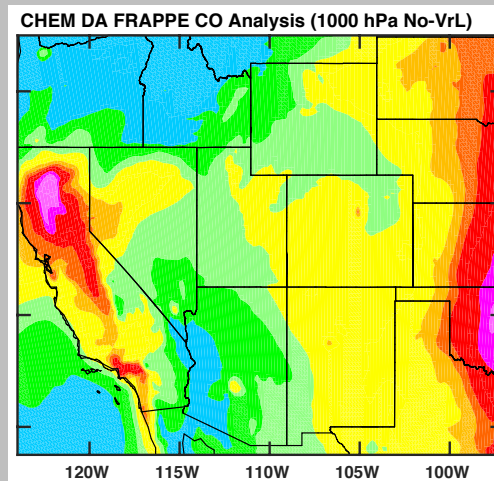 CHEM DA FRAPPE CO Analysis (1000 hPa No-VrL)
120W 115W 110W 105W 100W